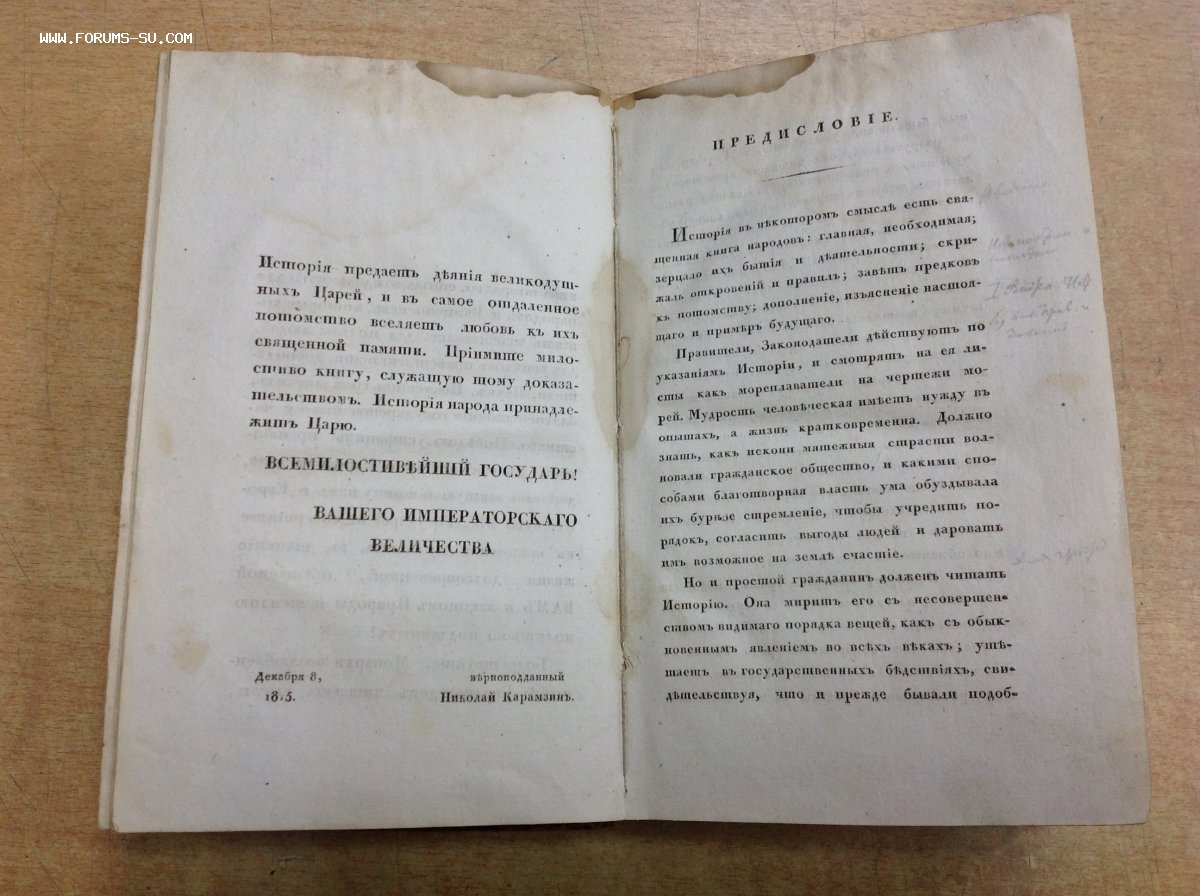 WWW.FORUMS-SU.COM
Исторія предаетъ дѣянія великодуш-
ныхъ Царей, и въ самое отдаленное
потомство вселяетъ любовь къ ихъ
священной памяти. Пріимите мило-
стиво книгу, служащую тому доказа-
тельствомъ. Исторія народа принадле-
житъ Царю.
ВСЕМИЛОСТИВѢЙШІЙ ГОСУДАРЬ!
ВАШЕГО ИМПЕРАТОРСКАГО
ВЕЛИЧЕСТВА
Декабря 8,
1815.
вѣрноподданный
Николай Карамзинъ.
ПРЕДИСЛОВІЕ.
Исторія въ нѣкоторомъ смыслѣ есть свя-
щенная книга народовъ: главная, необходимая;
зерцало ихъ бытія и дѣятельности; скри-
жаль откровеній и правилъ; завѣтъ предковъ
къ потомству; дополненіе, изъясненіе настоя-
щаго и примѣръ будущаго.
Правители, Законодатели дѣйствуютъ по
указаніямъ Исторіи, и смотрятъ на ея ли-
сты какъ мореплаватели на чертежи мо-
рей. Мудрость человѣческая имѣетъ нужду въ
опытахъ, а жизнь кратковременна. Должно
знать, какъ искони мятежныя страсти вол-
новали гражданское общество, и какими спо-
собами благотворная власть ума обуздывала
ихъ бурное стремленіе, чтобы учредить по-
рядокъ, согласить выгоды людей и даровать
имъ возможное на землѣ счастіе.
Но и простой гражданинъ долженъ читать
Исторію. Она миритъ его съ несовершен-
ствомъ видимаго порядка вещей, какъ съ обык-
новеннымъ явленіемъ во всѣхъ вѣкахъ; утѣ-
шаетъ въ государственныхъ бѣдствіяхъ, сви-
дѣтельствуя, что и прежде бывали подоб-